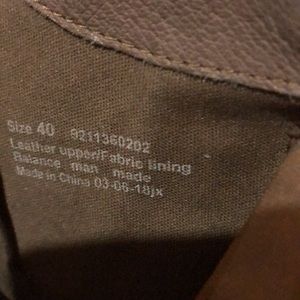 Size 40 9211360202
Leather upper/Fabric lining
Balance man made
Made in China 03-06-18jx